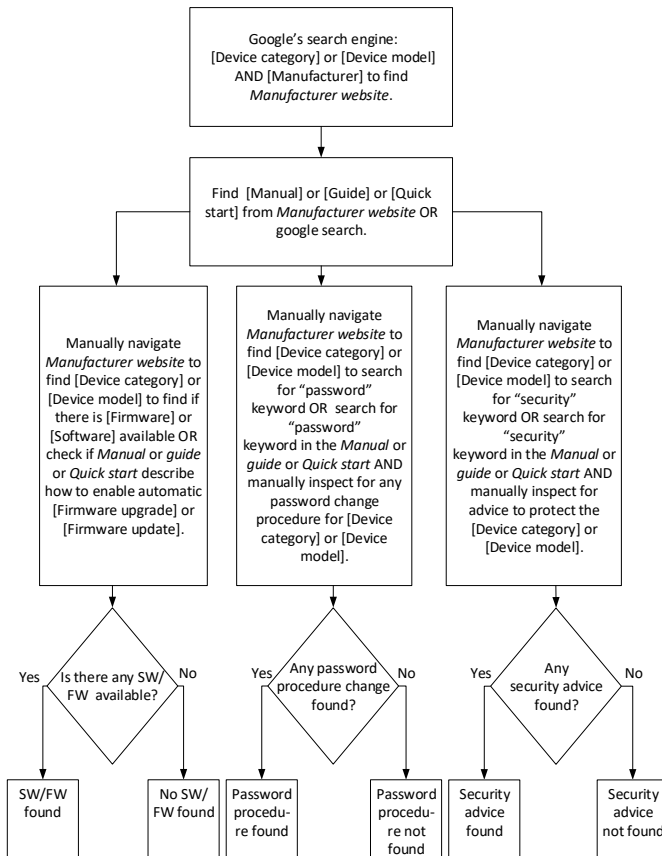 Google's search engine:
[Device category] or [Device model]
AND [Manufacturer] to find
Manufacturer website.
Find [Manual] or [Guide] or [Quick
start] from Manufacturer website OR
google search.
Manually navigate
Manufacturer website to
find [Device category] or
[Device model] to find if
there is [Firmware] or
[Software] available OR
check if Manual or guide
or Quick start describe
how to enable automatic
[Firmware upgrade] or
[Firmware update].
Manually navigate
Manufacturer website to
find [Device category] or
[Device model] to search
for “password”
keyword OR search for
“password”
keyword in the Manual or
guide or Quick start AND
manually inspect for any
password change
procedure for [Device
category] or [Device
model].
Manually navigate
Manufacturer website to
find [Device category] or
[Device model] to search
for “security”
keyword OR search for
“security”
keyword in the Manual or
guide or Quick start AND
manually inspect for
advice to protect the
[Device category] or
[Device model].
Yes
Is there any SW/
FW available?
No
Yes
Any password
procedure change
found?
No
Yes
Any
security advice
found?
No
SW/FW
found
No SW/
FW found
Password
procedu-
re found
Password
procedu-
re not
found
Security
advice
found
Security
advice
not found